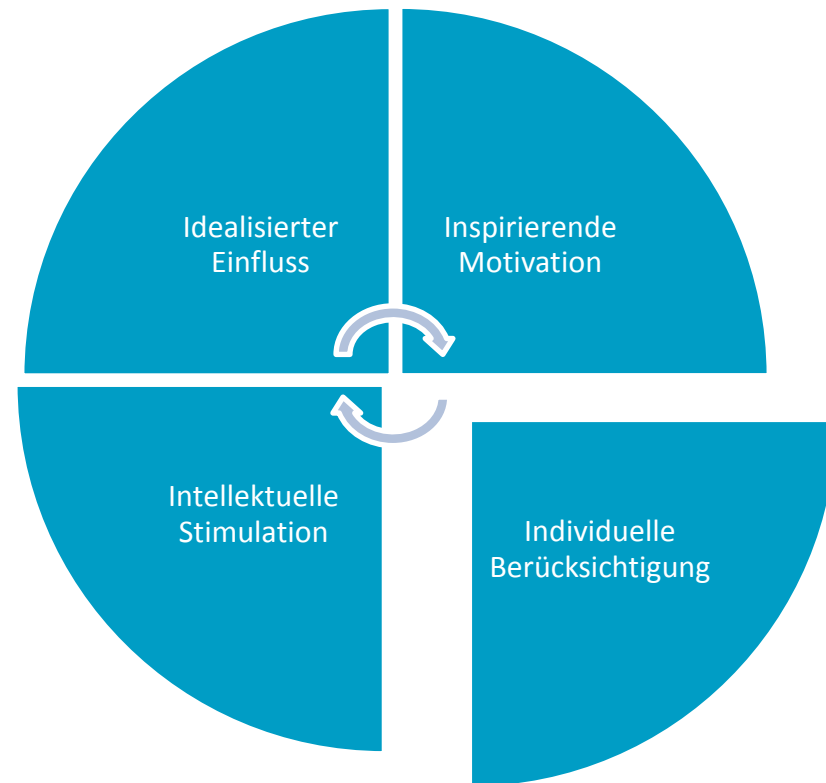 Idealisierter
Einfluss
Inspirierende
Motivation
Intellektuelle
Stimulation
Individuelle
Berücksichtigung